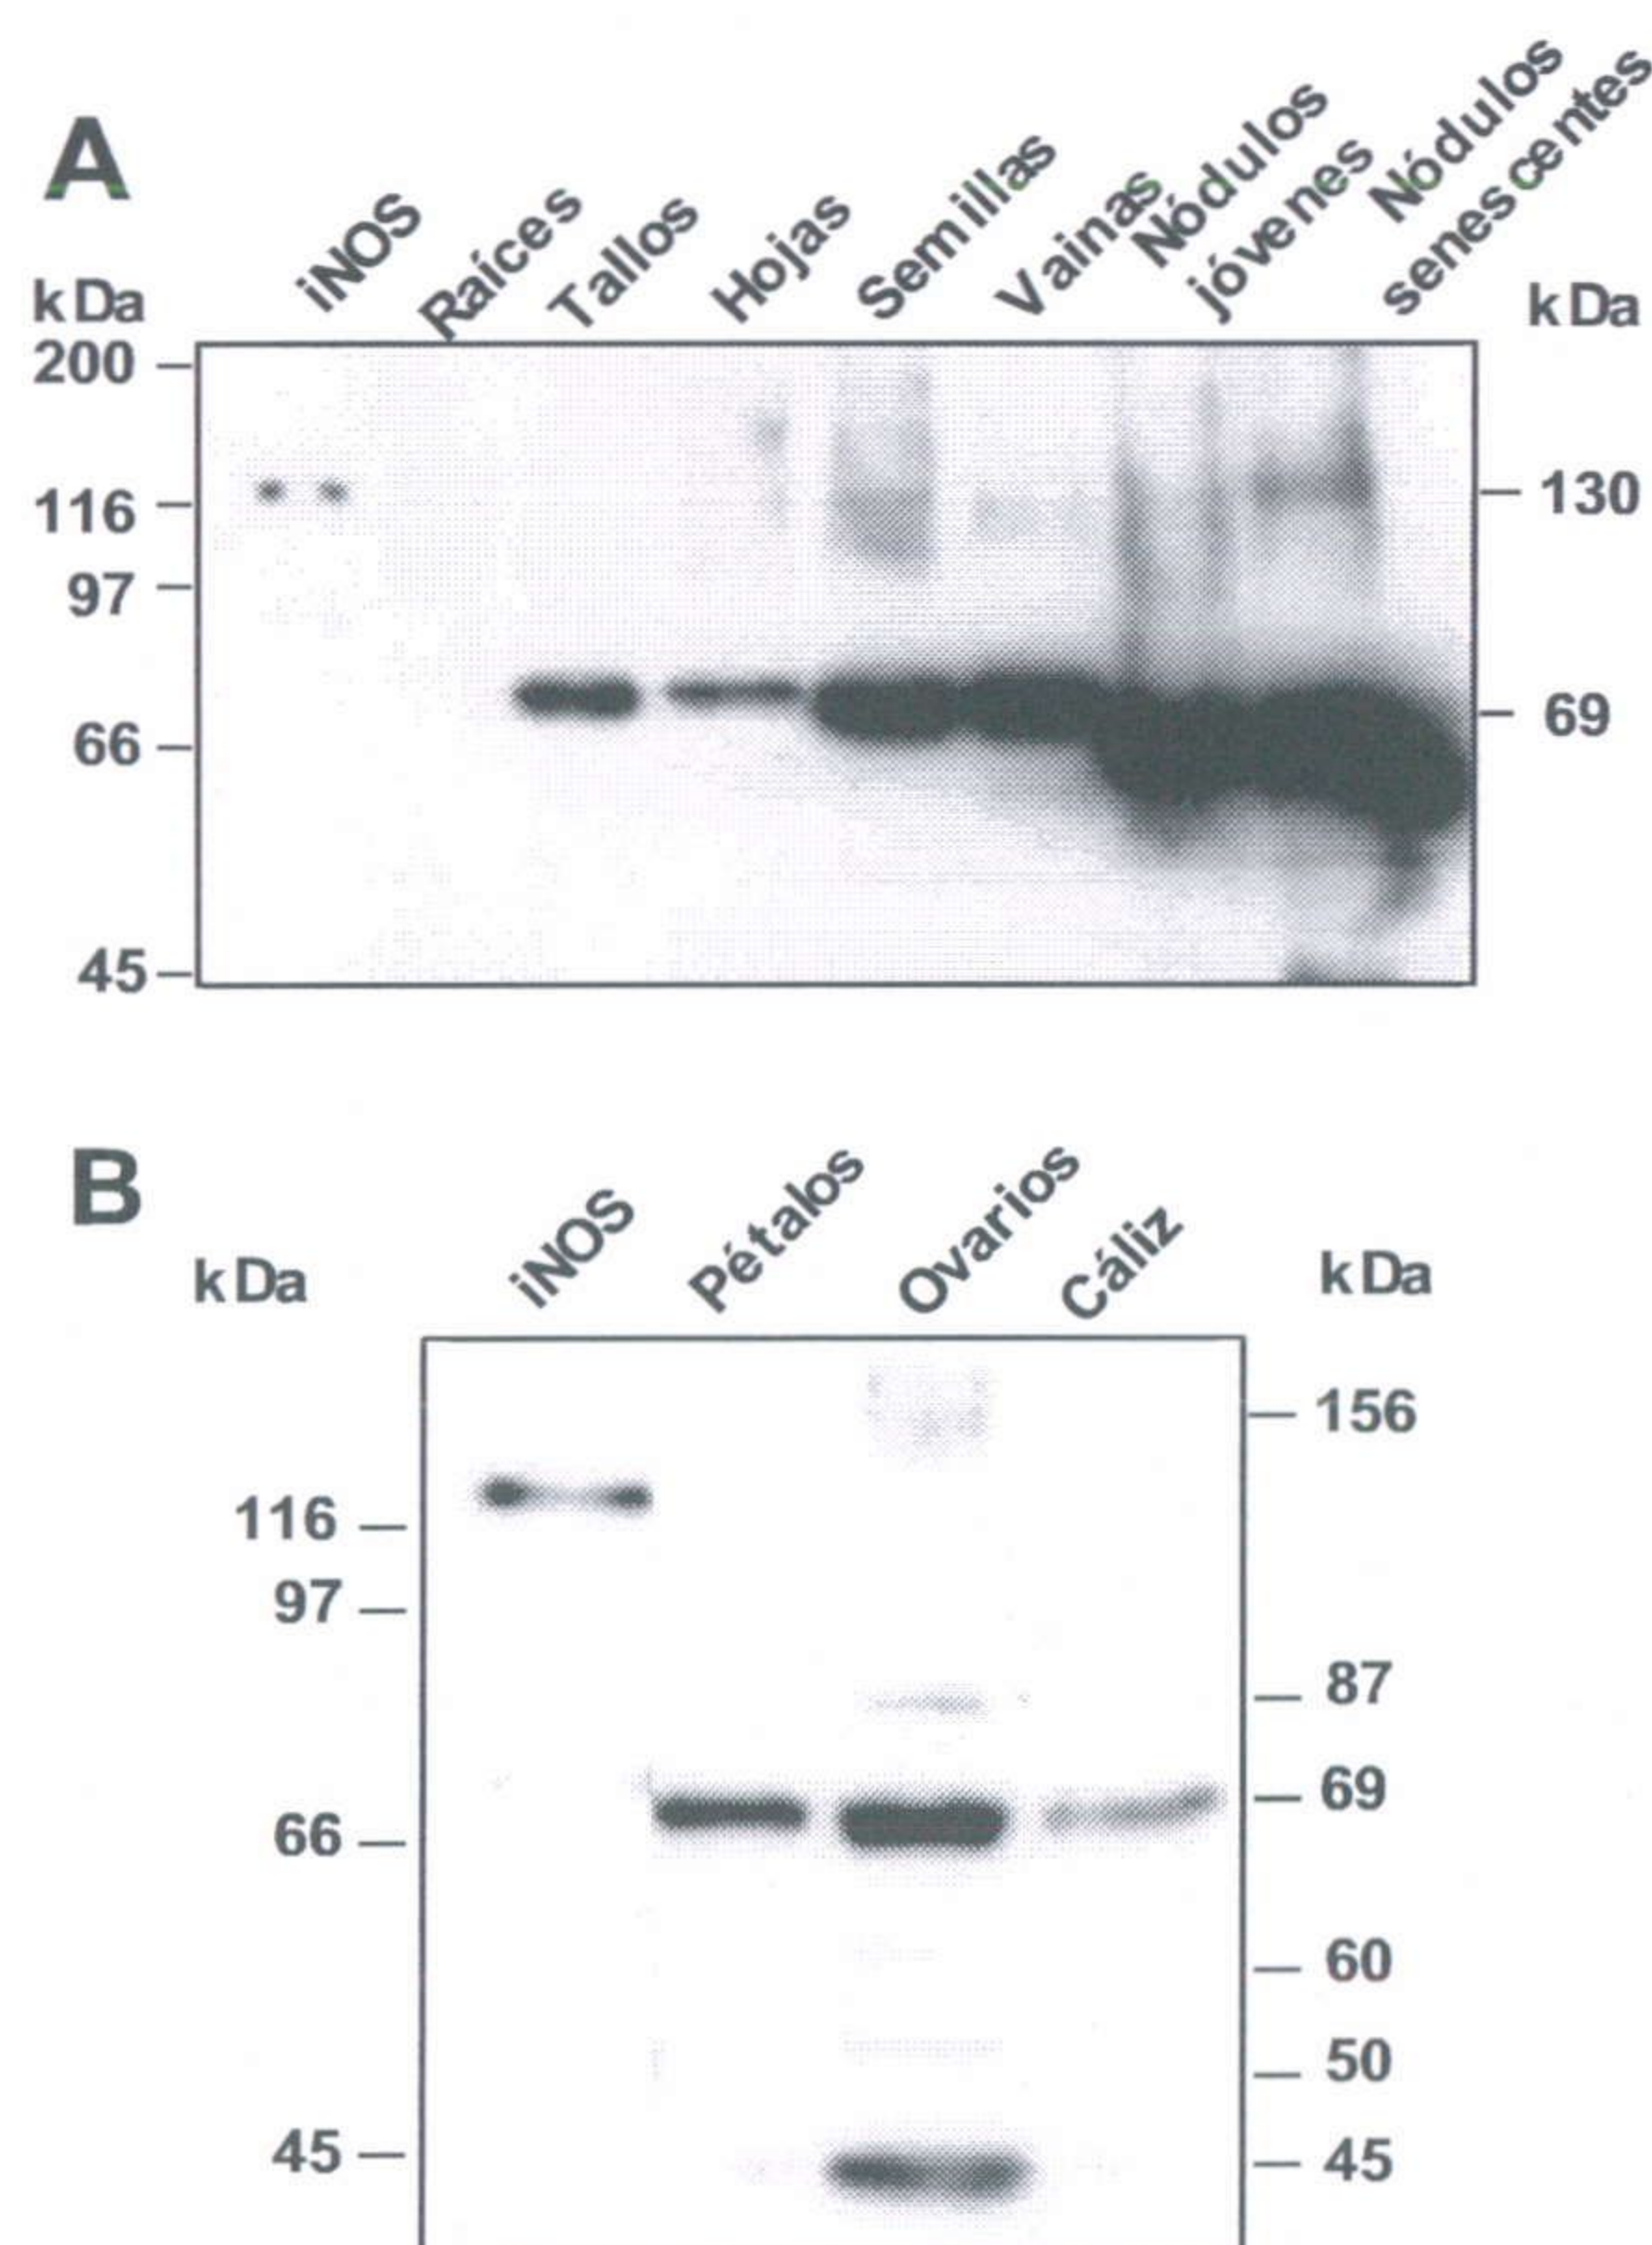 A
iNOS
Raíces
Tallos
Hojas
Semillas
Vainas
Nódulos
jóvenes
Nódulos
senescentes
kDa
kDa
200
116
130
97
69
66
45
B
iNOS
Pétalos
Ovarios
Cáliz
kDa
kDa
156
116
97
87
69
66
60
50
45
45